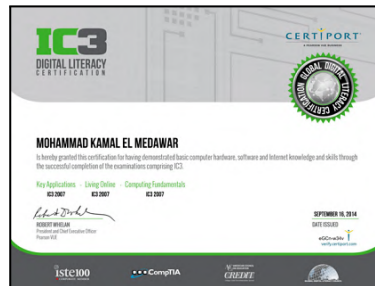 IC3
DIGITAL LITERACY
CERTIFICATION
CERTIPORT
A PEARSON VUE BUSINESS
GLOBAL DIGITAL LITERACY CERTIFICATION
MOHAMMAD KAMAL EL MEDAWAR
is hereby granted this certification for having demonstrated basic computer hardware, software and Internet knowledge and skills through
the successful completion of the examinations comprising IC3.
Key Applications - Living Online - Computing Fundamentals
IC3 2007 IC3 2007 IC3 2007
ROBERT WHELAN
President and Chief Executive Officer
Pearson VUE
SEPTEMBER 16, 2014
DATE ISSUED
verify.certiport.com
iste100
CompTIA